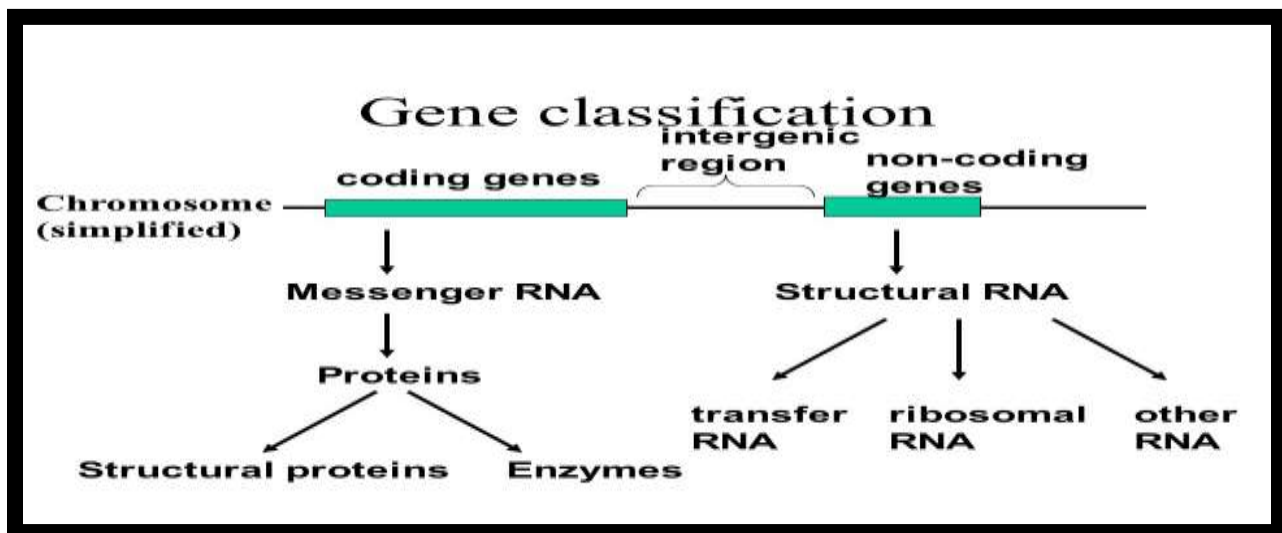 Gene classification
intergenic
region
coding genes
non-coding
genes
Chromosome
(simplified)
Messenger RNA
Structural RNA
Proteins
transfer
RNA
ribosomal
RNA
other
RNA
Structural proteins
Enzymes